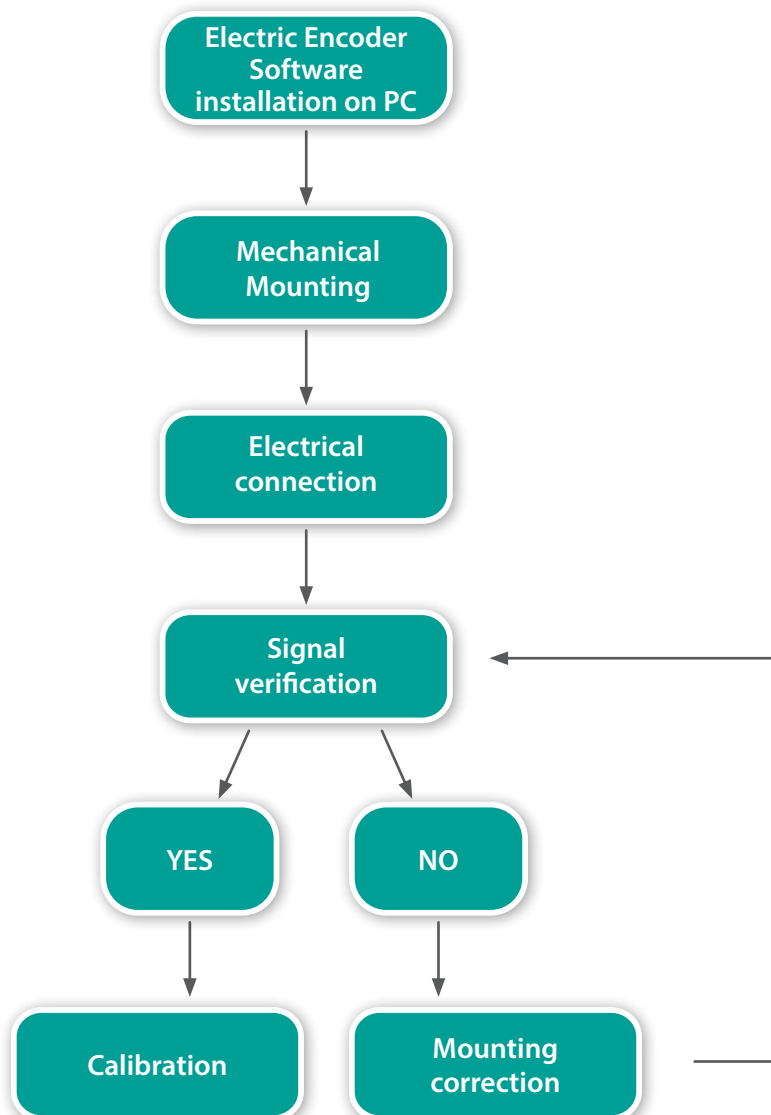 Electric Encoder
Software
installation on PC
Mechanical
Mounting
Electrical
connection
Signal
verification
YES
NO
Calibration
Mounting
correction